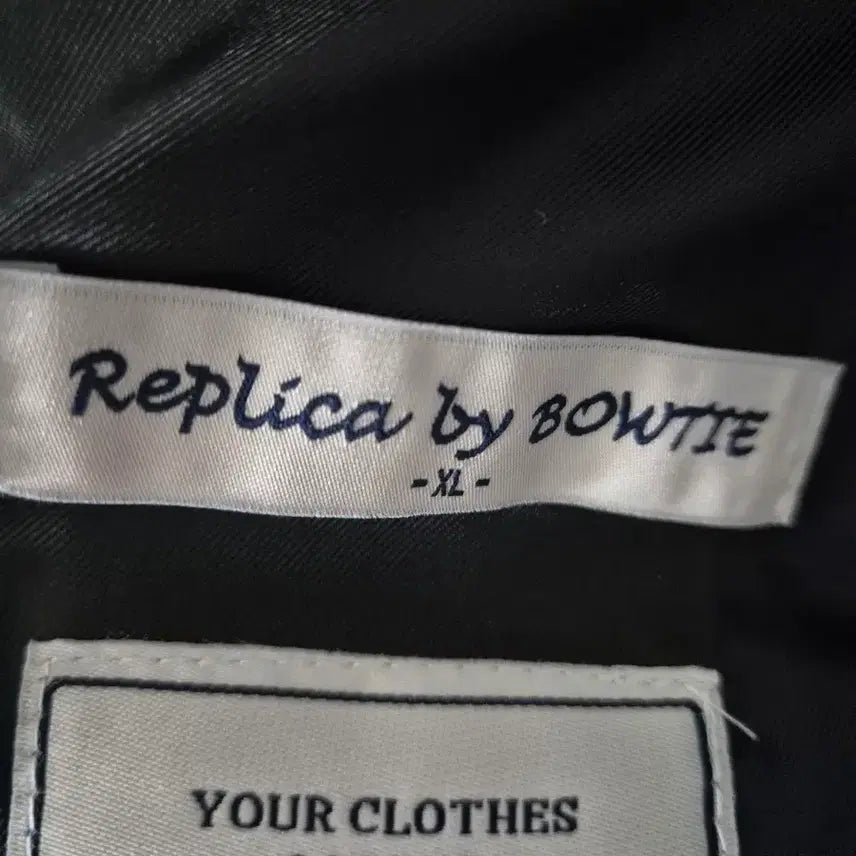 Replica by BOWTIE
- XL -
YOUR CLOTHES